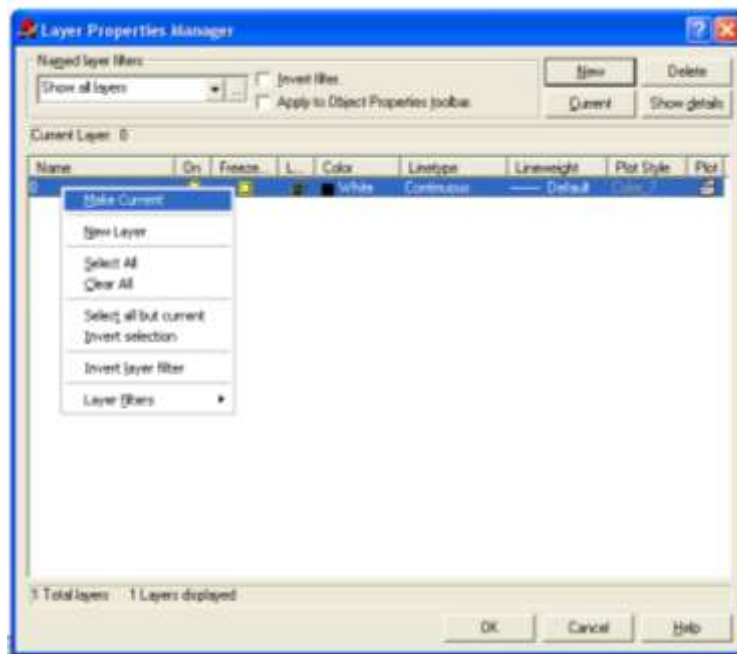 Layer Properties Manager
Named layer filters
Show all layers
...
Invert filter
Apply to Object Properties toolbar
New
Delete
Current
Show details
Current Layer: 0
Name On Freeze... L... Color Linetype Lineweight Plot Style Plot
0 White Continuous Default Color_7
Make Current
New Layer
Select All
Clear All
Select all but current
Invert selection
Invert layer filter
Layer filters
1 Total layers 1 Layers displayed
OK
Cancel
Help